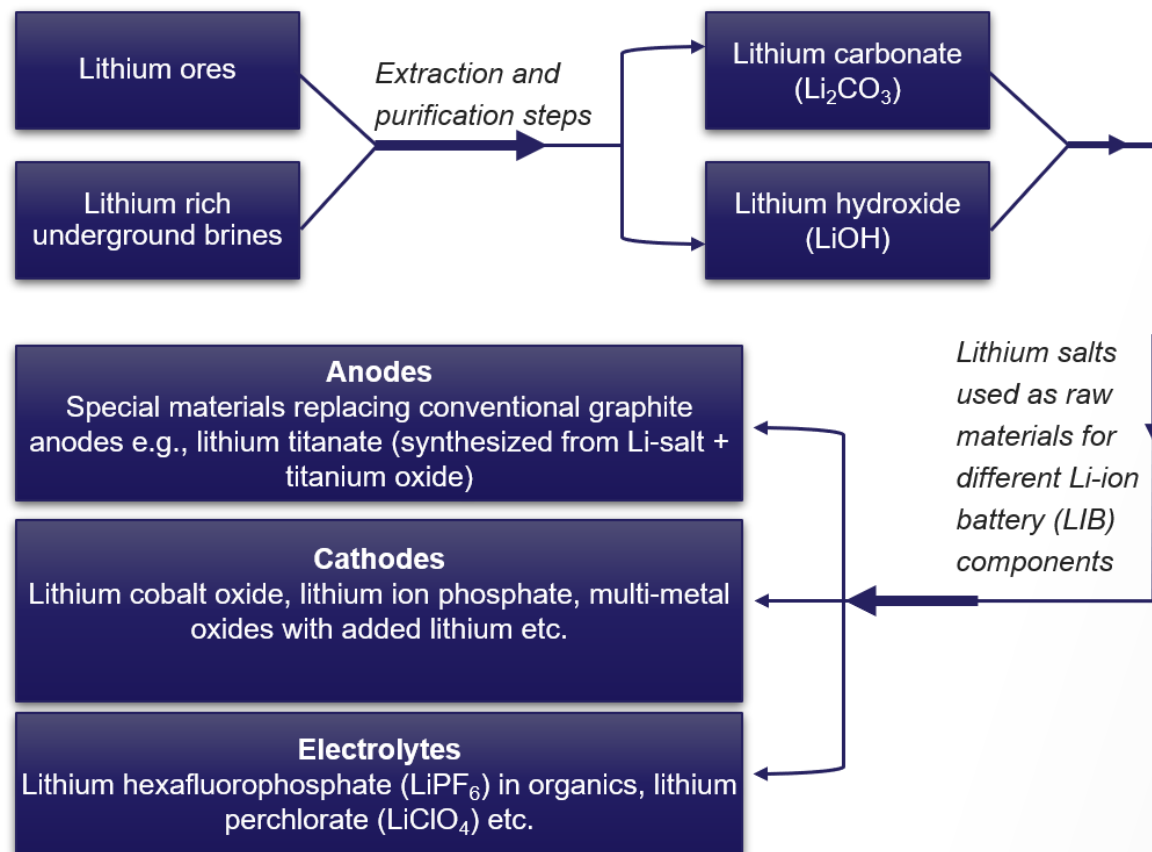 Lithium ores
Extraction and
purification steps
Lithium carbonate
(Li₂CO₃)
Lithium rich
underground brines
Lithium hydroxide
(LiOH)
Lithium salts
used as raw
materials for
different Li-ion
battery (LIB)
components
Anodes
Special materials replacing conventional graphite
anodes e.g., lithium titanate (synthesized from Li-salt +
titanium oxide)
Cathodes
Lithium cobalt oxide, lithium ion phosphate, multi-metal
oxides with added lithium etc.
Electrolytes
Lithium hexafluorophosphate (LiPF₆) in organics, lithium
perchlorate (LiClO₄) etc.